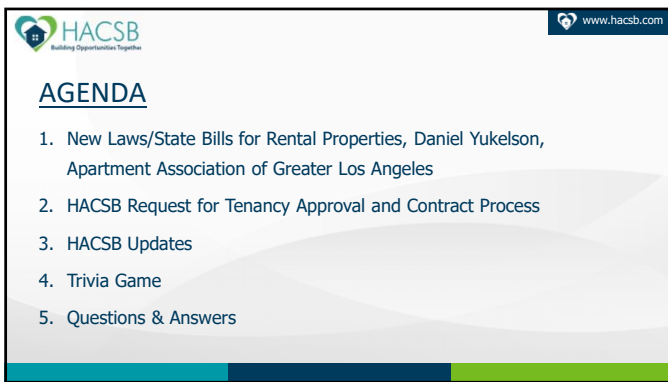 HACSB
Building Opportunities Together
www.hacsb.com
AGENDA
1. New Laws/State Bills for Rental Properties, Daniel Yukelson,
Apartment Association of Greater Los Angeles
2. HACSB Request for Tenancy Approval and Contract Process
3. HACSB Updates
4. Trivia Game
5. Questions & Answers